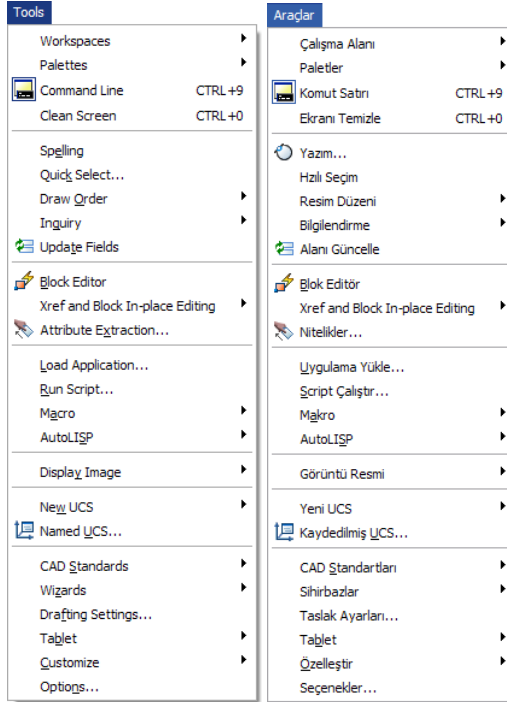 Tools
Workspaces
Palettes
Command Line CTRL+9
Clean Screen CTRL+0
Spelling
Quick Select...
Draw Order
Inquiry
Update Fields
Block Editor
Xref and Block In-place Editing
Attribute Extraction...
Load Application...
Run Script...
Macro
AutoLISP
Display Image
New UCS
Named UCS...
CAD Standards
Wizards
Drafting Settings...
Tablet
Customize
Options...
Araçlar
Çalışma Alanı
Paletler
Komut Satırı CTRL+9
Ekranı Temizle CTRL+0
Yazım...
Hzılı Seçim
Resim Düzeni
Bilgilendirme
Alanı Güncelle
Blok Editör
Xref and Block In-place Editing
Nitelikler...
Uygulama Yükle...
Script Çalıştır...
Makro
AutoLISP
Görüntü Resmi
Yeni UCS
Kaydedilmiş UCS...
CAD Standartları
Sihirbazlar
Taslak Ayarları...
Tablet
Özelleştir
Seçenekler...